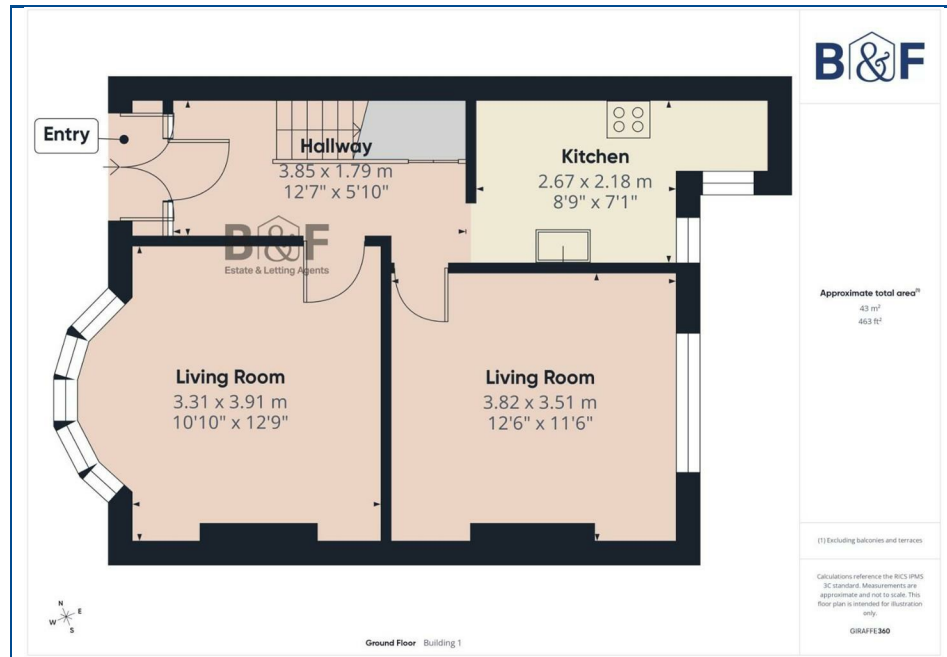 B&F
Entry
Hallway
3.85 x 1.79 m
12'7" x 5'10"
Kitchen
2.67 x 2.18 m
8'9" x 7'1"
B&F
Estate & Letting Agents
Living Room
3.31 x 3.91 m
10'10" x 12'9"
Living Room
3.82 x 3.51 m
12'6" x 11'6"
Approximate total area(1)
43 m²
463 ft²
(1) Excluding balconies and terraces
Calculations reference the RICS IPMS
3C standard. Measurements are
approximate and not to scale. This
floor plan is intended for illustration
only.
GIRAFFE360
N
E
W
S
Ground Floor Building 1